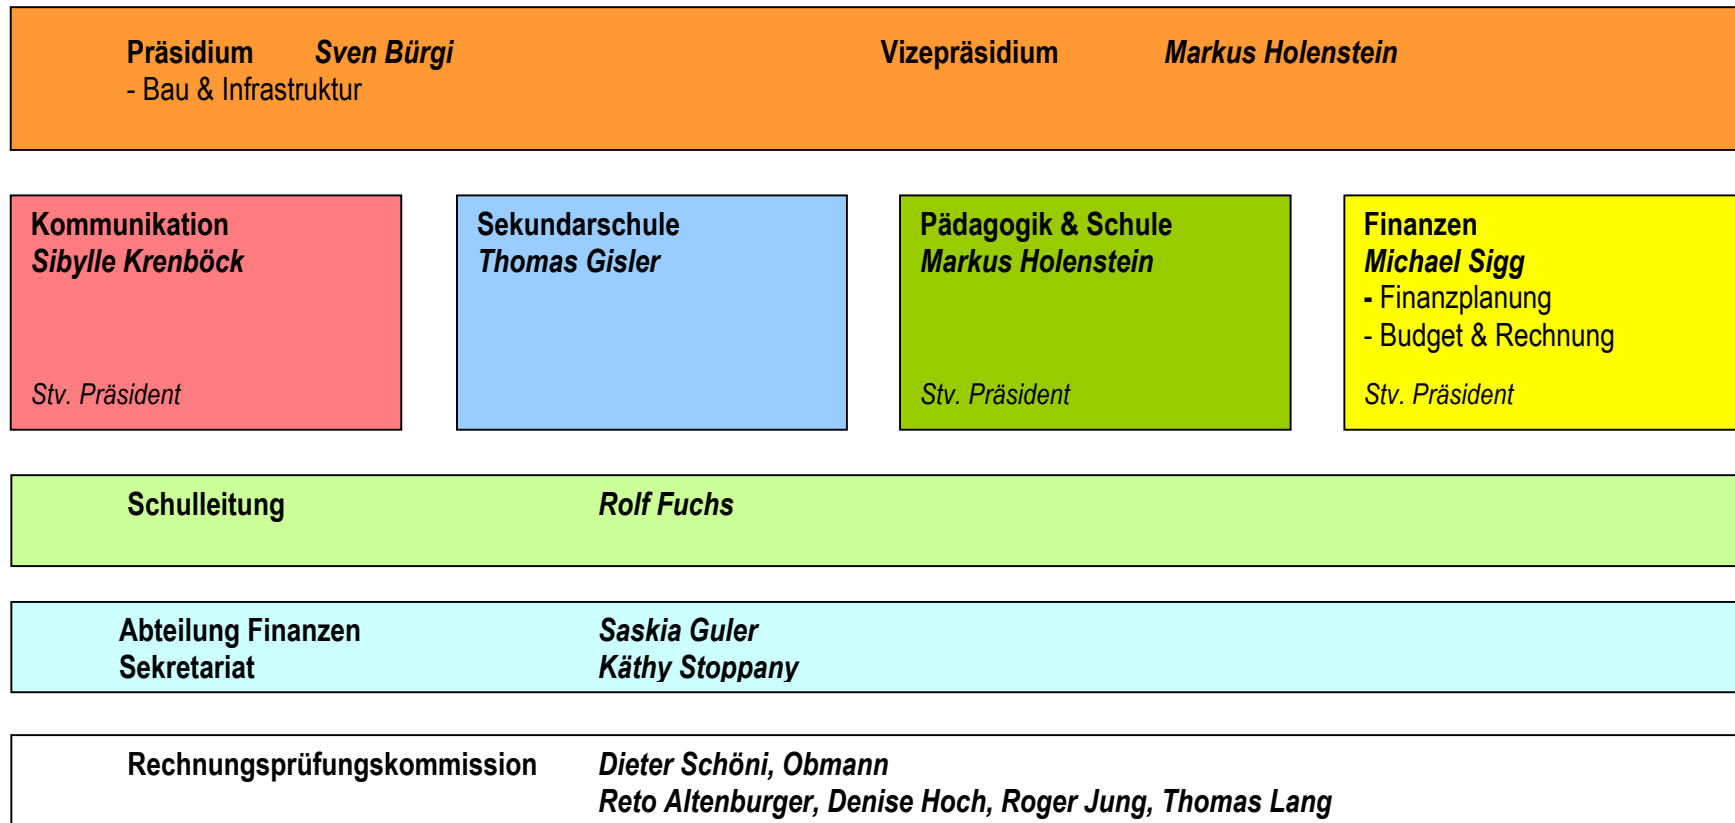 Präsidium Sven Bürgi Vizepräsidium Markus Holenstein
- Bau & Infrastruktur
Kommunikation
Sibylle Krenböck
Stv. Präsident
Sekundarschule
Thomas Gisler
Pädagogik & Schule
Markus Holenstein
Stv. Präsident
Finanzen
Michael Sigg
- Finanzplanung
- Budget & Rechnung
Stv. Präsident
Schulleitung Rolf Fuchs
Abteilung Finanzen Saskia Guler
Sekretariat Käthy Stoppany
Rechnungsprüfungskommission Dieter Schöni, Obmann
Reto Altenburger, Denise Hoch, Roger Jung, Thomas Lang